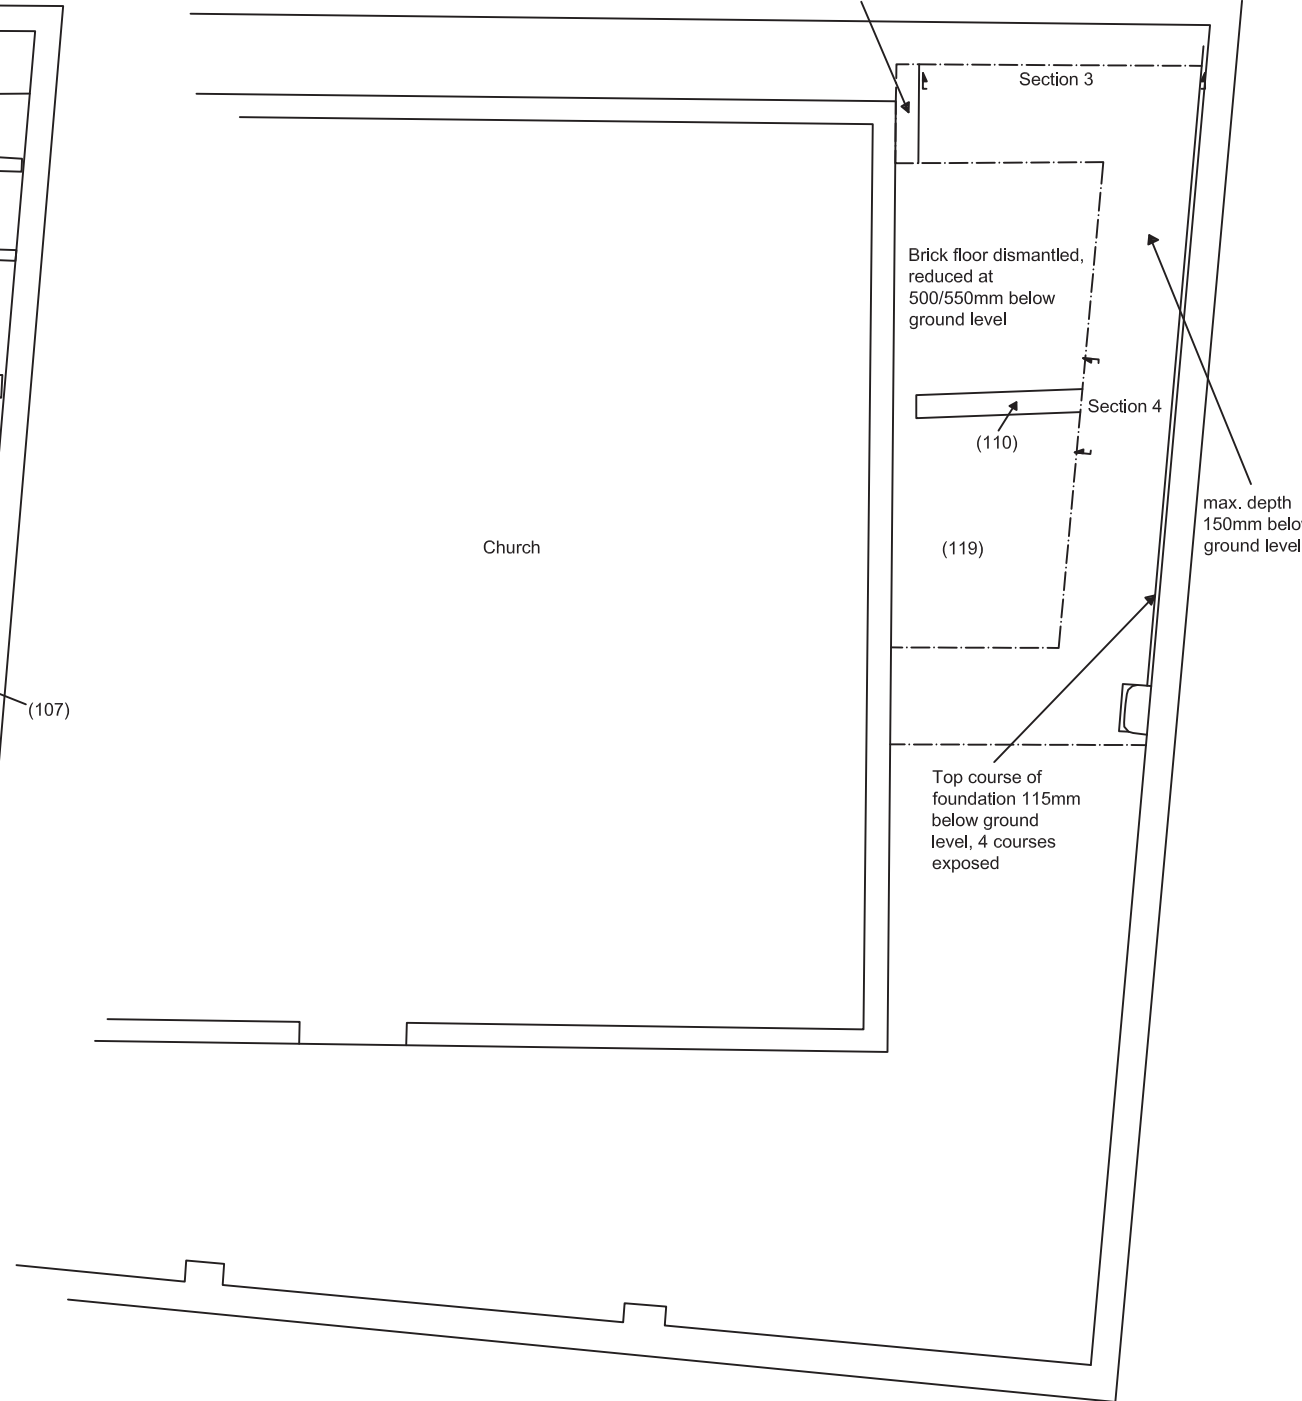 Section 3
Brick floor dismantled,
reduced at
500/550mm below
ground level
Section 4
(110)
max. depth
150mm belo
ground level
Church
(119)
(107)
Top course of
foundation 115mm
below ground
level, 4 courses
exposed